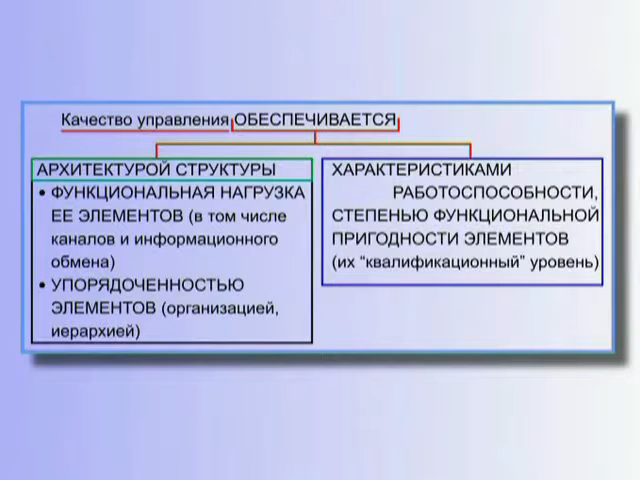 Качество управления ОБЕСПЕЧИВАЕТСЯ
АРХИТЕКТУРОЙ СТРУКТУРЫ
• ФУНКЦИОНАЛЬНАЯ НАГРУЗКА
ЕЕ ЭЛЕМЕНТОВ (в том числе
каналов и информационного
обмена)
• УПОРЯДОЧЕННОСТЬЮ
ЭЛЕМЕНТОВ (организацией,
иерархией)
ХАРАКТЕРИСТИКАМИ
РАБОТОСПОСОБНОСТИ,
СТЕПЕНЬЮ ФУНКЦИОНАЛЬНОЙ
ПРИГОДНОСТИ ЭЛЕМЕНТОВ
(их “квалификационный” уровень)